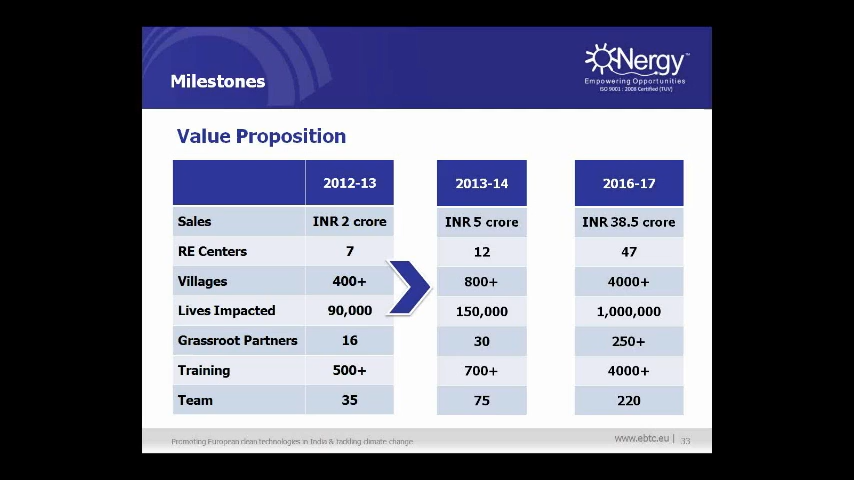 Milestones
ONergy™
Empowering Opportunities
ISO 9001 : 2008 Certified (TUV)
Value Proposition
2012-13 2013-14 2016-17
Sales INR 2 crore INR 5 crore INR 38.5 crore
RE Centers 7 12 47
Villages 400+ 800+ 4000+
Lives Impacted 90,000 150,000 1,000,000
Grassroot Partners 16 30 250+
Training 500+ 700+ 4000+
Team 35 75 220
Promoting European clean technologies in India & Tackling climate change
www.ebtc.eu | 33